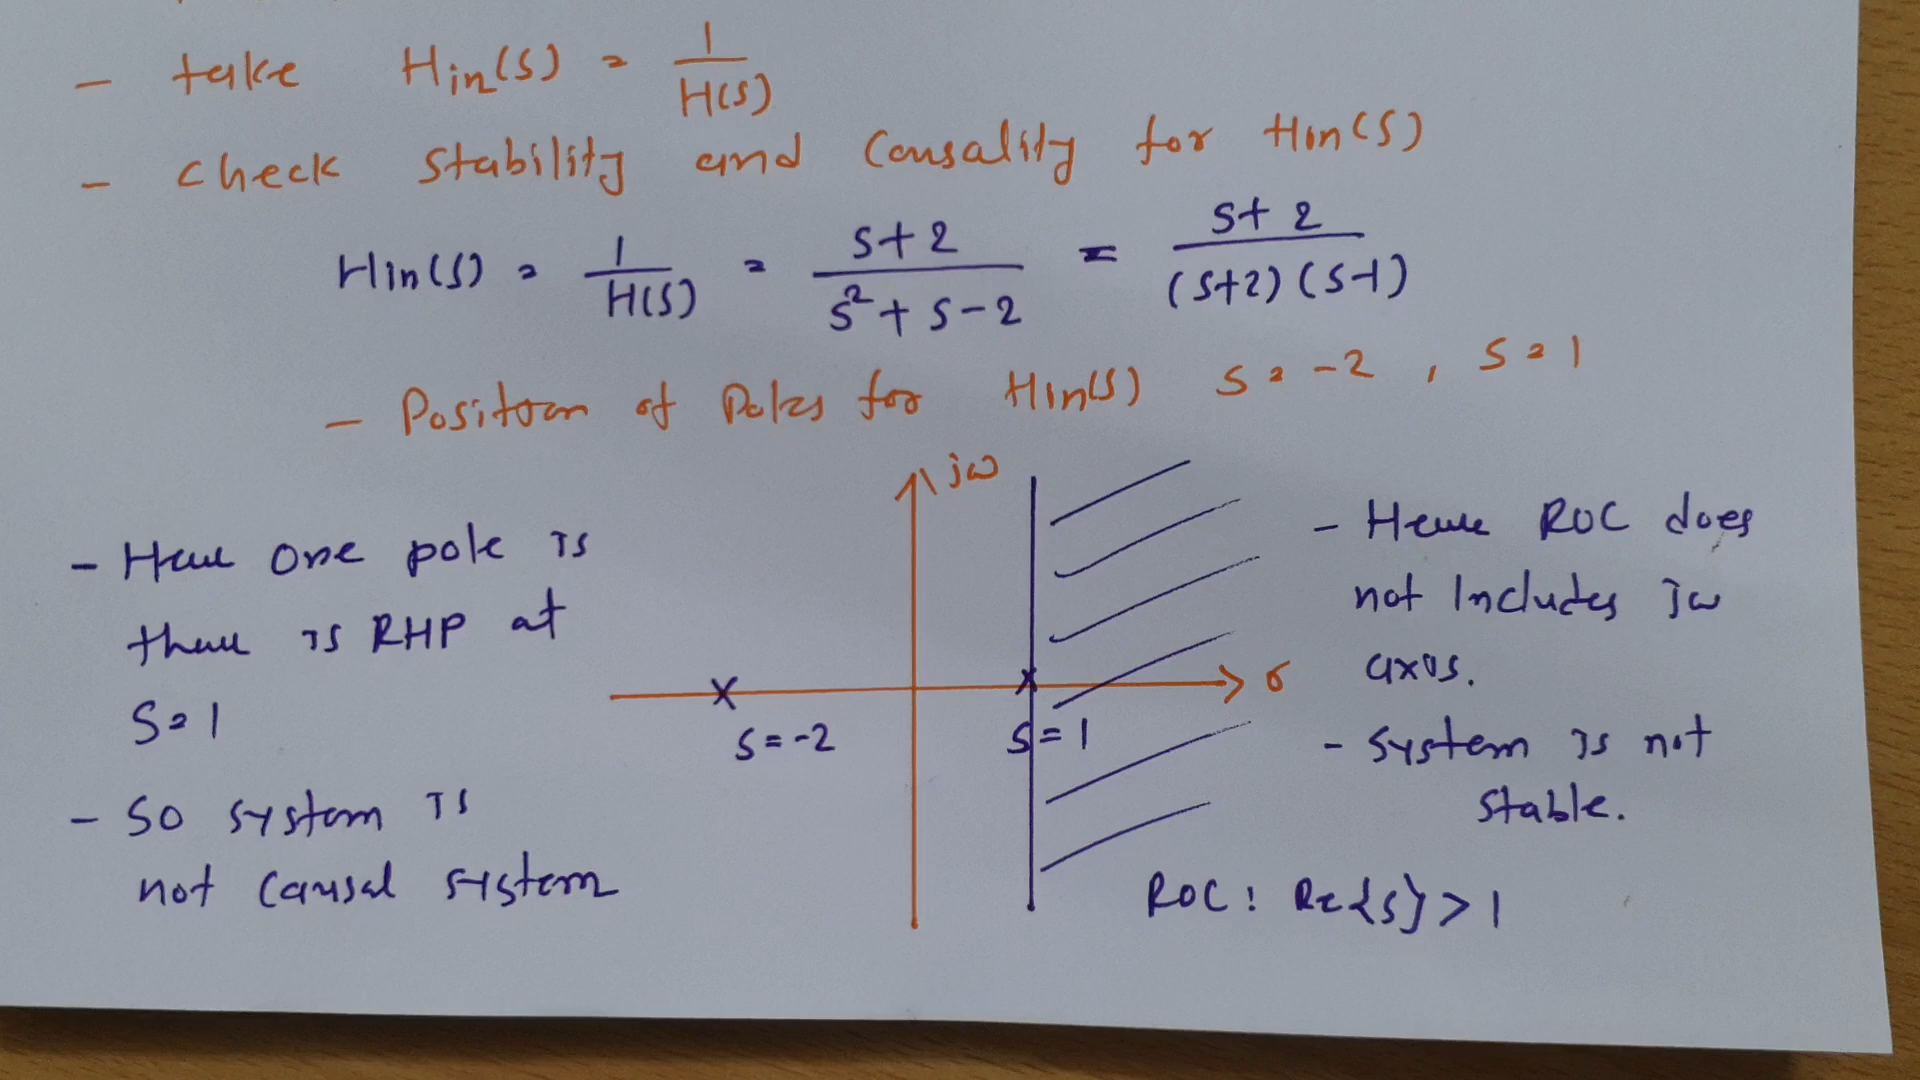 - take Hin(s) = 1/H(s)
- check stability and Causality for Hin(s)
Hin(s) = 1/H(s) = s+2/s²+s-2 = s+2/(s+2)(s-1)
- Position of Poles for Hin(s) s = -2 , s = 1
jω
- Here one pole is
there is RHP at
s=1
- So system is
not causal system
s=-2
s=1
σ
- Hence ROC does
not Includes jω
axis.
- System is not
stable.
ROC : Re{s} > 1